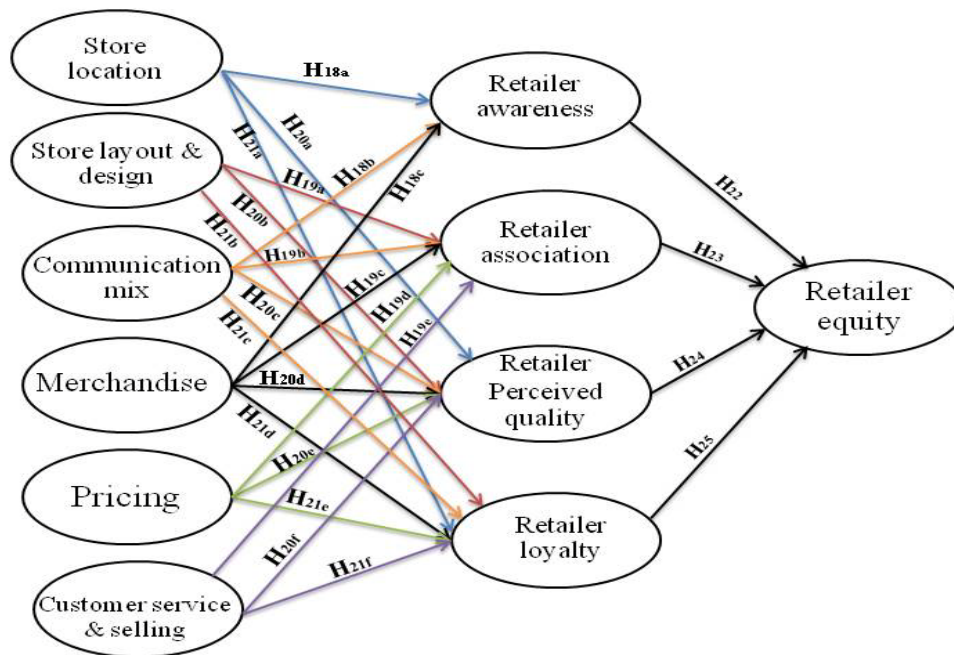 Store
location
Store layout &
design
Communication
mix
Merchandise
Pricing
Customer service
& selling
H18a
H20a
H21a
H18b
H18c
H19a
H20b
H21b
H19b
H19c
H20c
H21c
H19d
H19e
H20d
H21d
H20e
H21e
H20f
H21f
Retailer
awareness
Retailer
association
Retailer
Perceived
quality
Retailer
loyalty
H22
H23
H24
H25
Retailer
equity